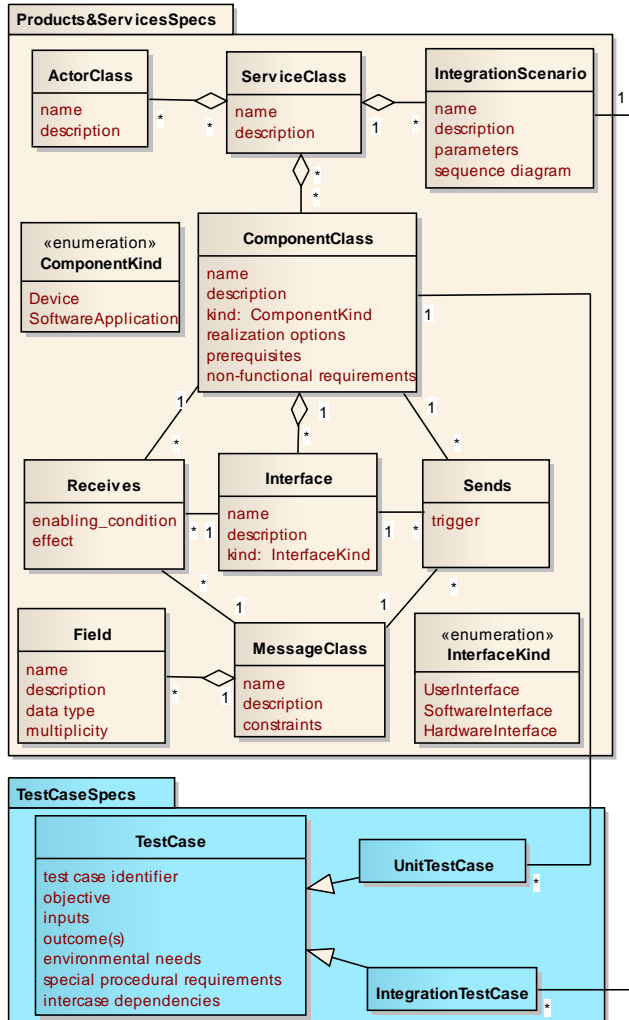 Products&ServicesSpecs
ActorClass
name
description
*
*
ServiceClass
name
description
1
*
IntegrationScenario
name
description
parameters
sequence diagram
1
*
*
«enumeration»
ComponentKind
Device
SoftwareApplication
ComponentClass
name
description
kind: ComponentKind
realization options
prerequisites
non-functional requirements
1
1
*
1
*
1
*
Receives
enabling_condition
effect
*
1
Interface
name
description
kind: InterfaceKind
1
*
Sends
trigger
*
1
*
1
Field
name
description
data type
multiplicity
*
1
MessageClass
name
description
constraints
«enumeration»
InterfaceKind
UserInterface
SoftwareInterface
HardwareInterface
TestCaseSpecs
TestCase
test case identifier
objective
inputs
outcome(s)
environmental needs
special procedural requirements
intercase dependencies
UnitTestCase
*
IntegrationTestCase
*